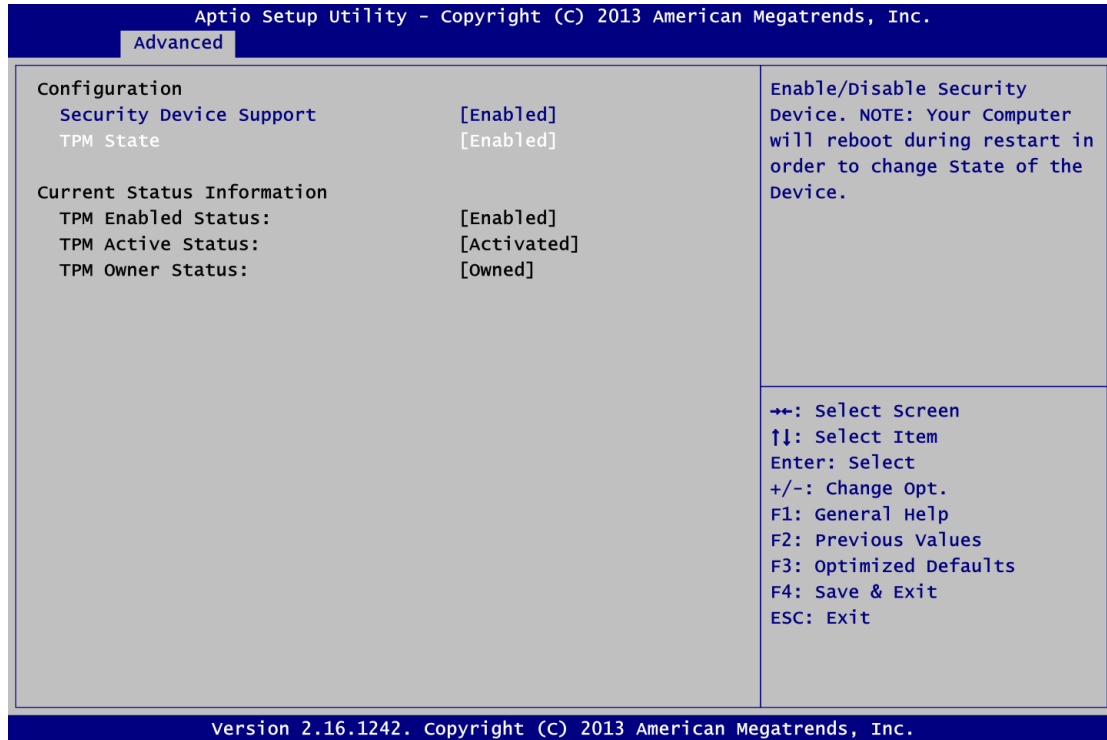 Aptio Setup Utility - Copyright (C) 2013 American Megatrends, Inc.
Advanced
Configuration
Security Device Support [Enabled]
TPM State [Enabled]
Current Status Information
TPM Enabled Status: [Enabled]
TPM Active Status: [Activated]
TPM Owner Status: [Owned]
Enable/Disable Security
Device. NOTE: Your Computer
will reboot during restart in
order to change State of the
Device.
→←: Select Screen
↑↓: Select Item
Enter: Select
+/-: Change Opt.
F1: General Help
F2: Previous Values
F3: Optimized Defaults
F4: Save & Exit
ESC: Exit
Version 2.16.1242. Copyright (C) 2013 American Megatrends, Inc.